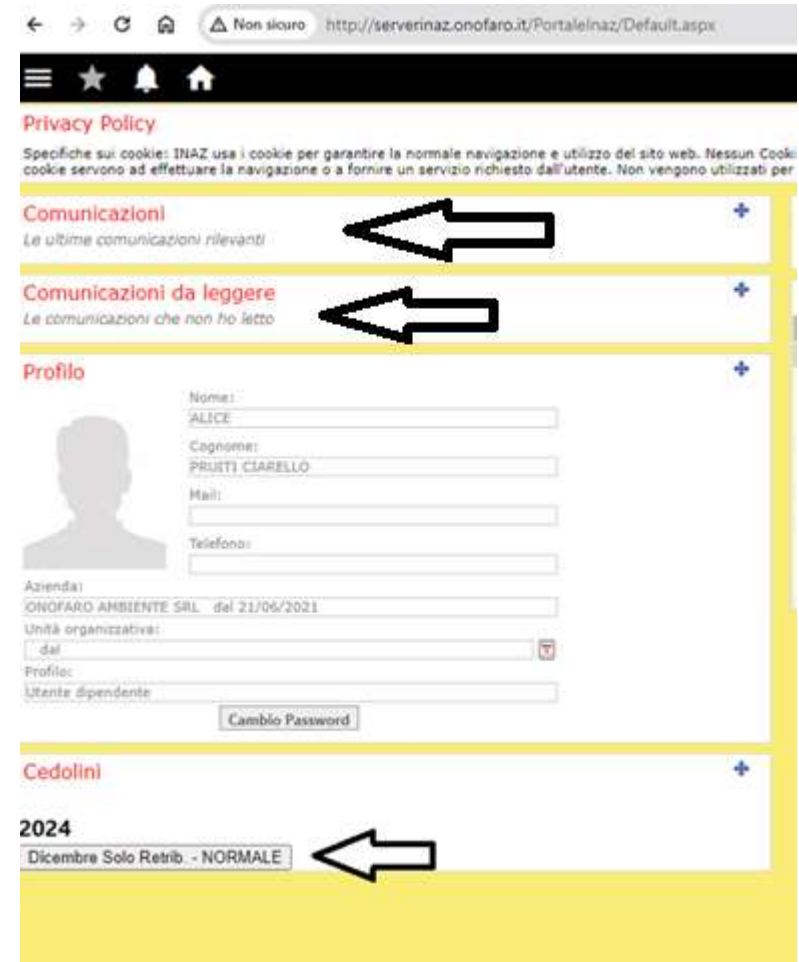 Non sicuro http://serverinaz.onofaro.it/PortaleInaz/Default.aspx
Privacy Policy
Specifiche sui cookie: INAZ usa i cookie per garantire la normale navigazione e utilizzo del sito web. Nessun Cook
cookie servono ad effettuare la navigazione o a fornire un servizio richiesto dall'utente. Non vengono utilizzati per
Comunicazioni
Le ultime comunicazioni rilevanti
Comunicazioni da leggere
Le comunicazioni che non ho letto
Profilo
Nome:
ALICE
Cognome:
PRUITI CIARELLO
Mail:
Telefono:
Azienda:
ONOFARO AMBIENTE SRL dal 21/06/2021
Unità organizzativa:
dal
Profilo:
Utente dipendente
Cambio Password
Cedolini
2024
Dicembre Solo Retrib. - NORMALE